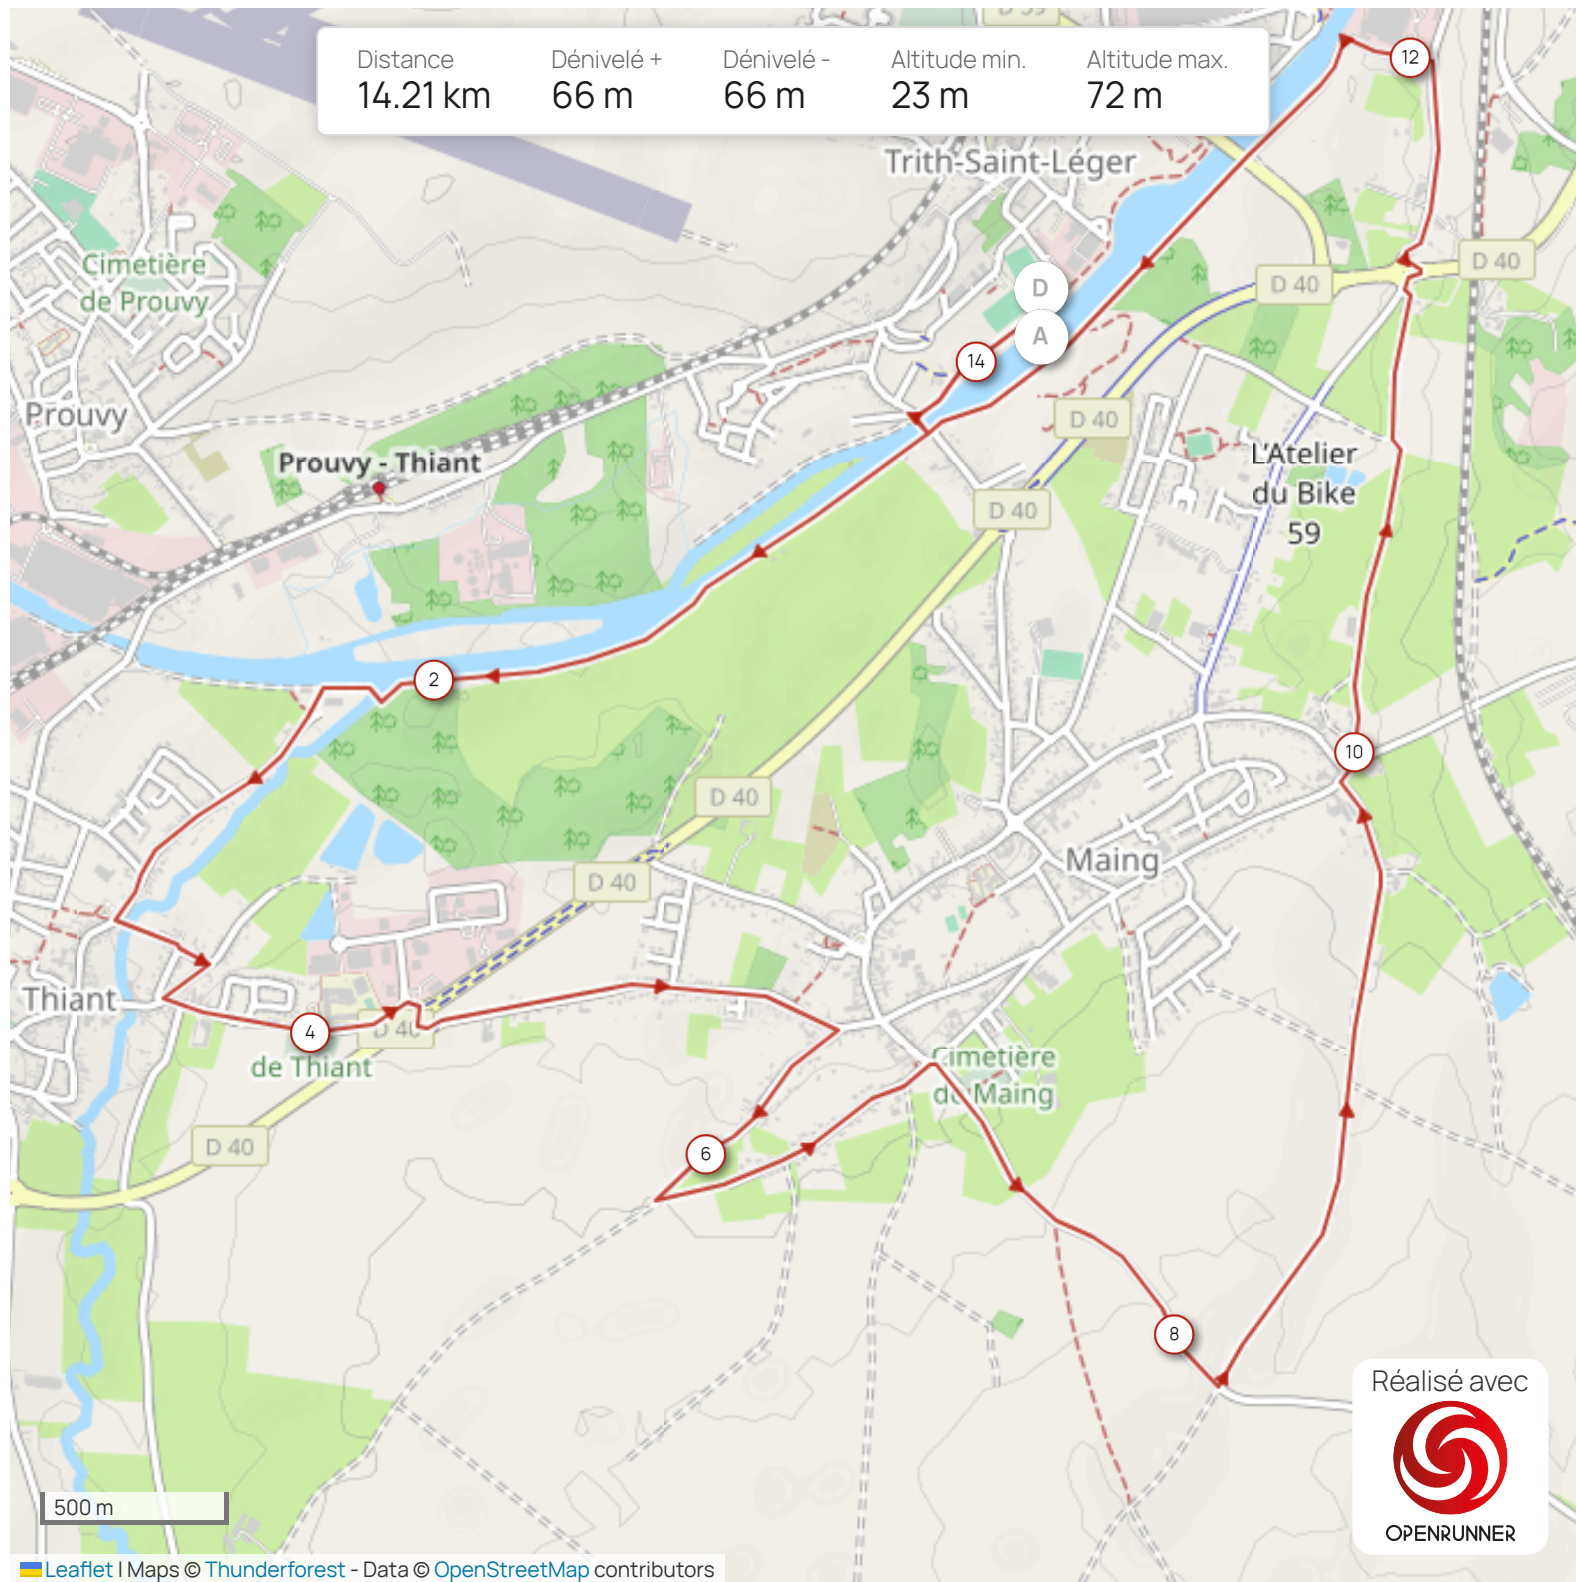 D 39
Distance
14.21 km
Dénivelé +
66 m
Dénivelé -
66 m
Altitude min.
23 m
Altitude max.
72 m
12
Trith-Saint-Léger
Cimetière
de Prouvy
D 40
D 40
D
A
14
Prouvy
D 40
Prouvy - Thiant
L'Atelier
du Bike
59
D 40
2
10
D 40
Maing
D 40
Thiant
4
D 40
de Thiant
Cimetière
de Maing
D 40
6
8
Réalisé avec
OPENRUNNER
500 m
Leaflet | Maps © Thunderforest - Data © OpenStreetMap contributors